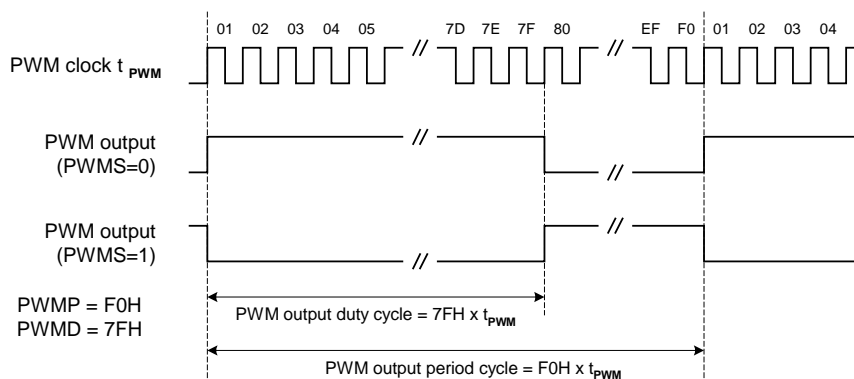 01 02 03 04 05 7D 7E 7F 80 EF F0 01 02 03 04
PWM clock t PWM
PWM output
(PWMS=0)
PWM output
(PWMS=1)
PWMP = F0H
PWMD = 7FH
PWM output duty cycle = 7FH x tPWM
PWM output period cycle = F0H x tPWM